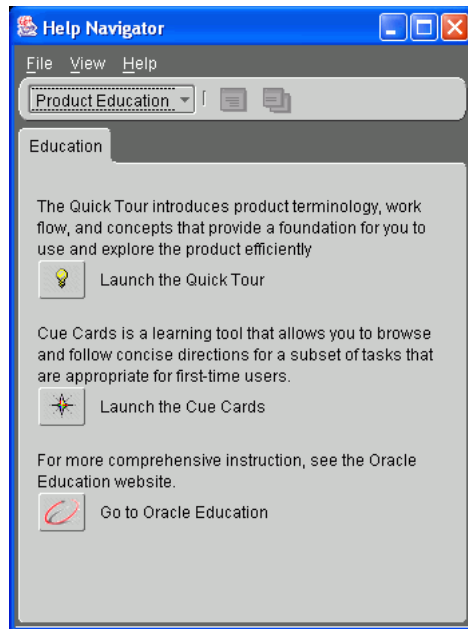 Help Navigator
File View Help
Product Education
Education
The Quick Tour introduces product terminology, work
flow, and concepts that provide a foundation for you to
use and explore the product efficiently
Launch the Quick Tour
Cue Cards is a learning tool that allows you to browse
and follow concise directions for a subset of tasks that
are appropriate for first-time users.
Launch the Cue Cards
For more comprehensive instruction, see the Oracle
Education website.
Go to Oracle Education